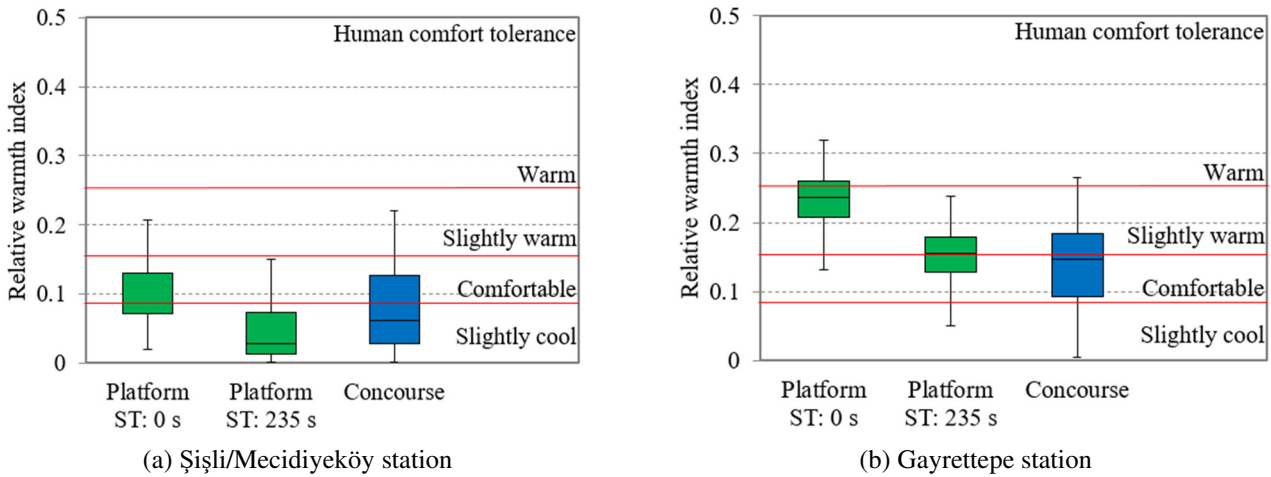 Relative warmth index
0.5
0.4
0.3
0.2
0.1
0
Human comfort tolerance
Warm
Slightly warm
Comfortable
Slightly cool
Platform
ST: 0 s
Platform
ST: 235 s
Concourse
(a) Şişli/Mecidiyeköy station
Relative warmth index
0.5
0.4
0.3
0.2
0.1
0
Human comfort tolerance
Warm
Slightly warm
Comfortable
Slightly cool
Platform
ST: 0 s
Platform
ST: 235 s
Concourse
(b) Gayrettepe station